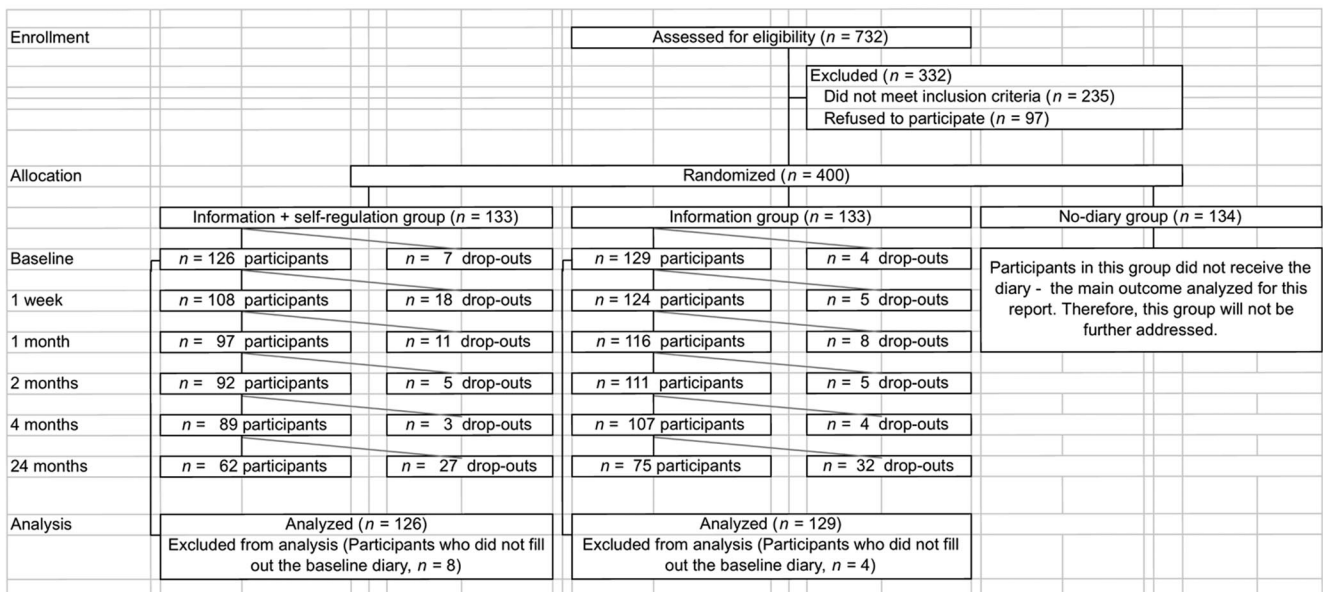 Enrollment
Assessed for eligibility (n = 732)
Excluded (n = 332)
Did not meet inclusion criteria (n = 235)
Refused to participate (n = 97)
Allocation
Randomized (n = 400)
Information + self-regulation group (n = 133)
Information group (n = 133)
No-diary group (n = 134)
Baseline
n = 126 participants
n = 7 drop-outs
n = 129 participants
n = 4 drop-outs
Participants in this group did not receive the
diary - the main outcome analyzed for this
report. Therefore, this group will not be
further addressed.
1 week
n = 108 participants
n = 18 drop-outs
n = 124 participants
n = 5 drop-outs
1 month
n = 97 participants
n = 11 drop-outs
n = 116 participants
n = 8 drop-outs
2 months
n = 92 participants
n = 5 drop-outs
n = 111 participants
n = 5 drop-outs
4 months
n = 89 participants
n = 3 drop-outs
n = 107 participants
n = 4 drop-outs
24 months
n = 62 participants
n = 27 drop-outs
n = 75 participants
n = 32 drop-outs
Analysis
Analyzed (n = 126)
Excluded from analysis (Participants who did not fill
out the baseline diary, n = 8)
Analyzed (n = 129)
Excluded from analysis (Participants who did not fill
out the baseline diary, n = 4)